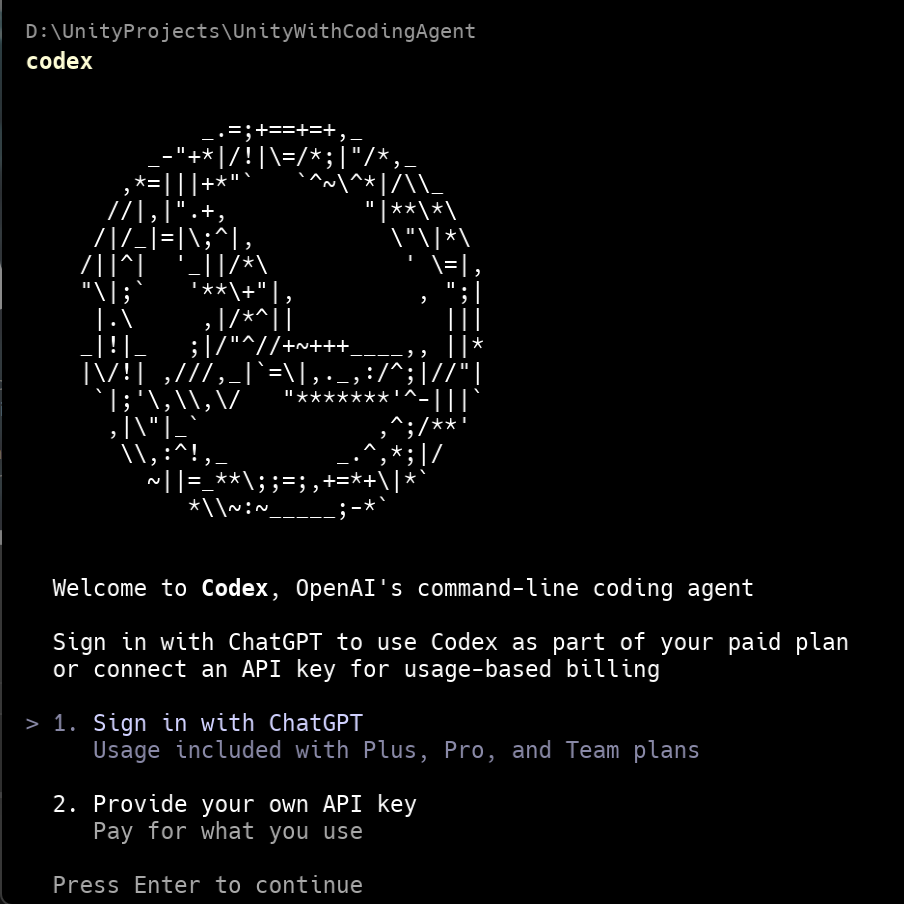 D:\UnityProjects\UnityWithCodingAgent
codex
_.=;+==+=+,_
_-"+*|/!|\=/*;|"/*,_
,*=|||+*"`   `^~\^*|/\\_
//|,|".+,          "|**\*\
/|/_|=|\;^|,          \"\|*\
/||^|  '_||/*\          ' \=|,
"\|;`   '**\+"|,         , ";|
|.\     ,|/*^||           |||
_|!|_   ;|/"^//+~+++____,, ||*
|\/!| ,///,_|`=\|,._,:/^;|//"|
`|;'\,\\,\/   "*******'^-|||`
,|\"|_`             ,^;/**'
\\,:^!,_        _.^,*;|/
~||=_**\;;=;,+=*+\|*`
*\\~:~_____;-*`
Welcome to Codex, OpenAI's command-line coding agent
Sign in with ChatGPT to use Codex as part of your paid plan
or connect an API key for usage-based billing
> 1. Sign in with ChatGPT
Usage included with Plus, Pro, and Team plans
2. Provide your own API key
Pay for what you use
Press Enter to continue